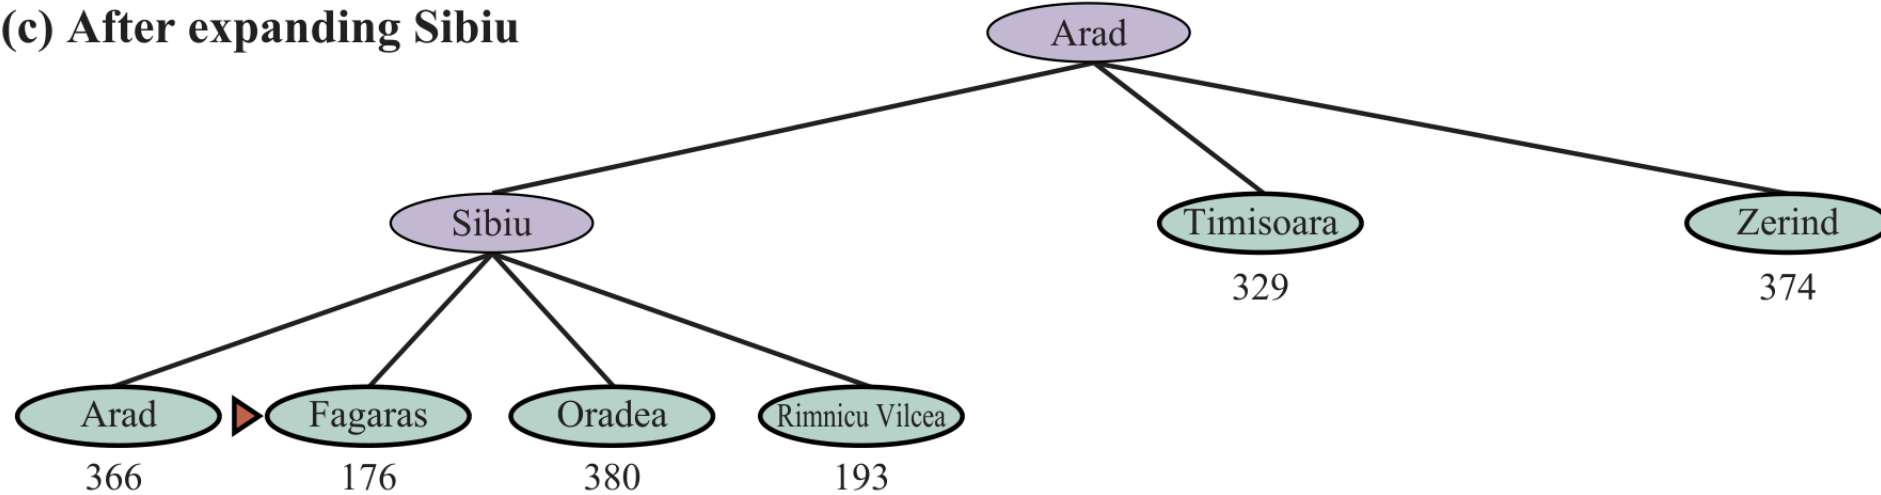 (c) After expanding Sibiu
Arad
Sibiu
Timisoara
Zerind
329
374
Arad
Fagaras
Oradea
Rimnicu Vilcea
366
176
380
193